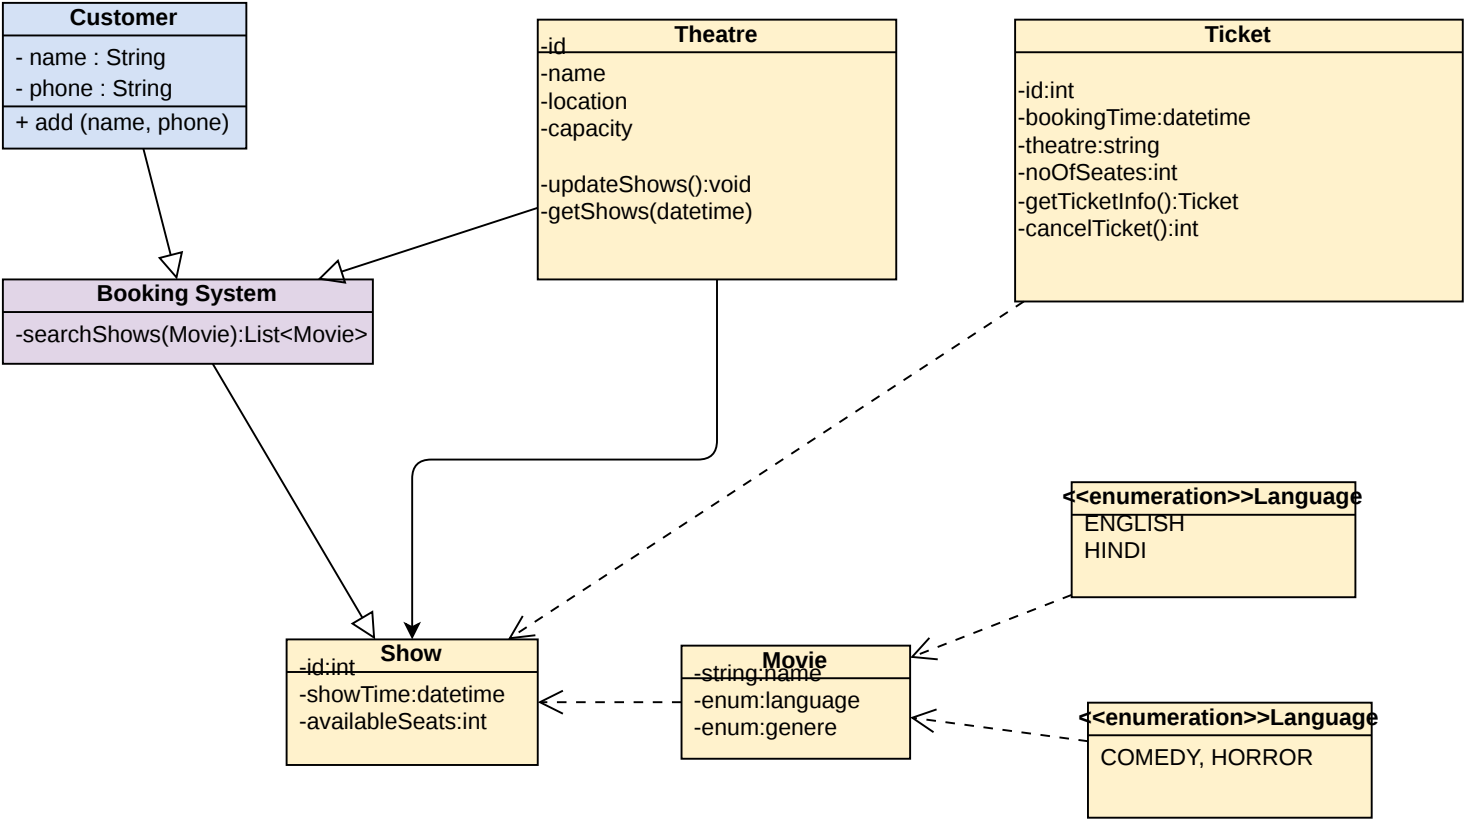 Customer
- name : String
- phone : String
+ add (name, phone)
Theatre
-id
-name
-location
-capacity
-updateShows():void
-getShows(datetime)
Ticket
-id:int
-bookingTime:datetime
-theatre:string
-noOfSeates:int
-getTicketInfo():Ticket
-cancelTicket():int
Booking System
-searchShows(Movie):List<Movie>
<<enumeration>>Language
ENGLISH
HINDI
Show
-id:int
-showTime:datetime
-availableSeats:int
Movie
-string:name
-enum:language
-enum:genere
<<enumeration>>Language
COMEDY, HORROR